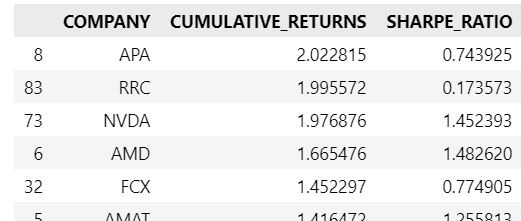 COMPANY CUMULATIVE_RETURNS SHARPE_RATIO
8 APA 2.022815 0.743925
83 RRC 1.995572 0.173573
73 NVDA 1.976876 1.452393
6 AMD 1.665476 1.482620
32 FCX 1.452297 0.774905
5 AMAT 1.416472 1.255813